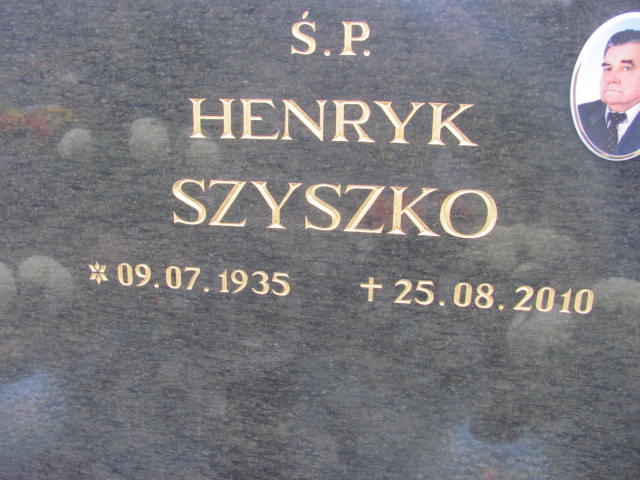 Ś.P.
HENRYK
SZYSZKO
* 09.07.1935 † 25.08.2010